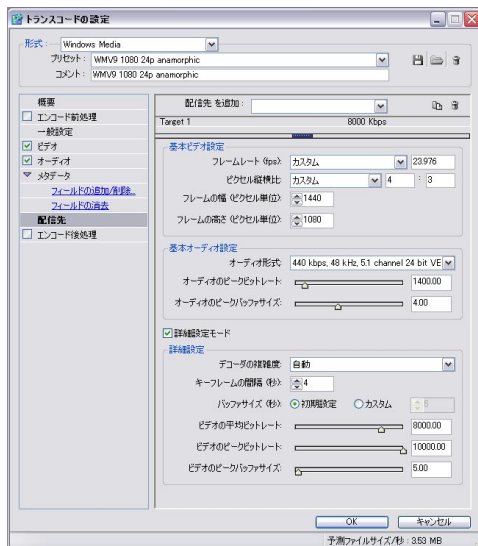 トランスコードの設定
形式: Windows Media
プリセット: WMV9 1080 24p anamorphic
コメント: WMV9 1080 24p anamorphic
概要
エンコード前処理
一般設定
ビデオ
オーディオ
メタデータ
フィールドの追加/削除...
フィールドの消去
配信先
エンコード後処理
配信先 を追加:
Target 1 8000 Kbps
基本ビデオ設定
フレームレート (fps): カスタム 23.976
ピクセル縦横比: カスタム 4 : 3
フレームの幅 (ピクセル単位): 1440
フレームの高さ (ピクセル単位): 1080
基本オーディオ設定
オーディオ形式: 440 kbps, 48 kHz, 5.1 channel 24 bit VE
オーディオのピークビットレート: 1400.00
オーディオのピークバッファサイズ: 4.00
詳細設定モード
詳細設定
デコーダの複雑度: 自動
キーフレームの間隔 (秒): 4
バッファサイズ (秒): 初期設定 カスタム 5
ビデオの平均ビットレート: 8000.00
ビデオのピークビットレート: 10000.00
ビデオのピークバッファサイズ: 5.00
OK キャンセル
予測ファイルサイズ/秒 : 3.53 MB